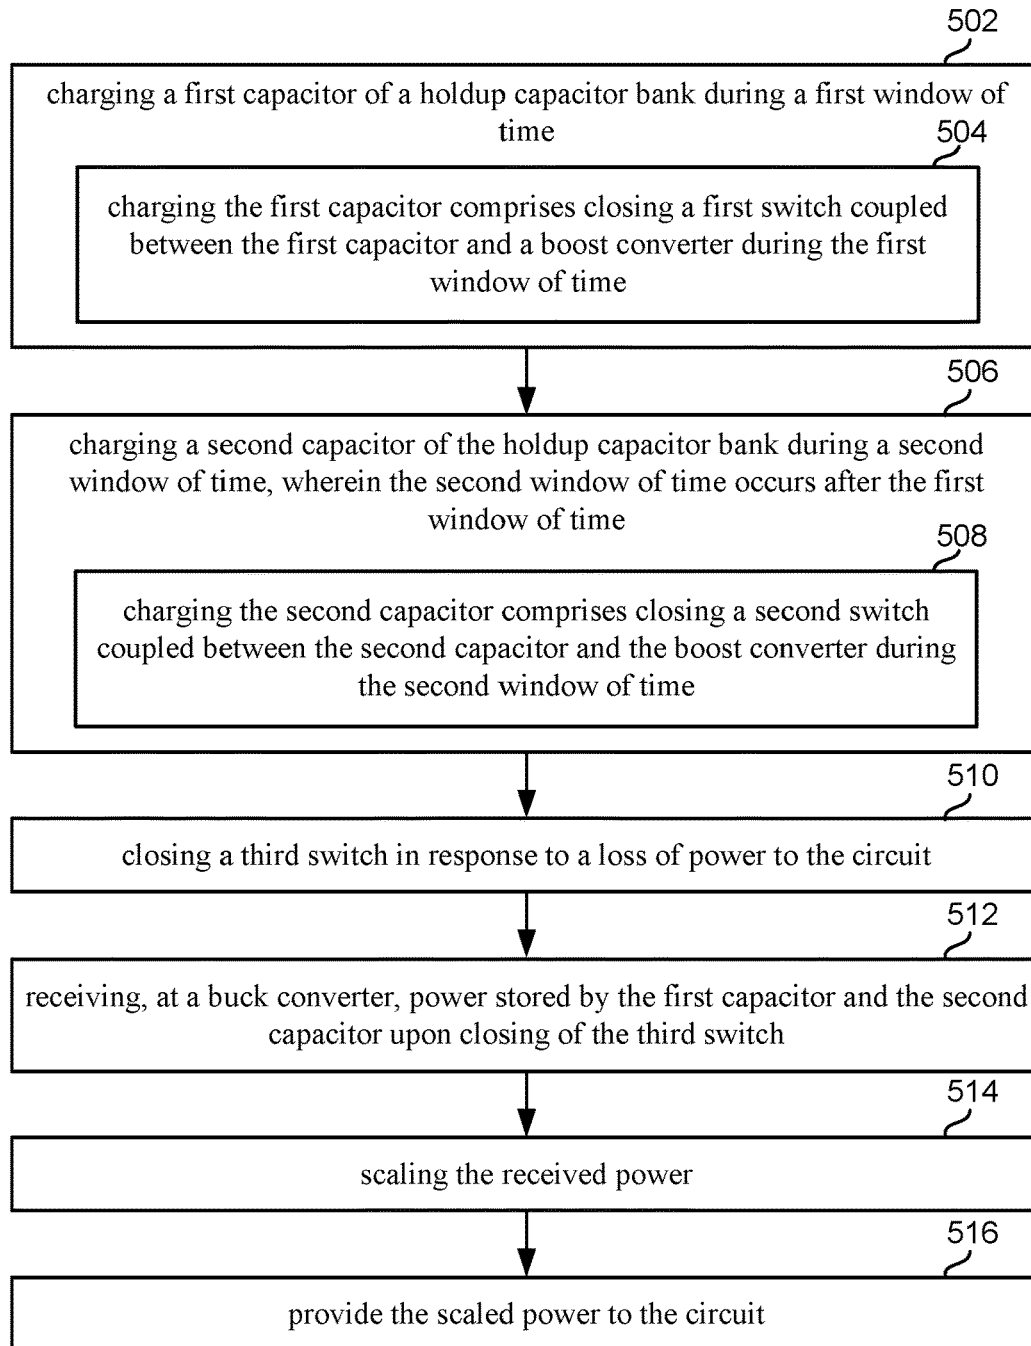 502
charging a first capacitor of a holdup capacitor bank during a first window of
time
504
charging the first capacitor comprises closing a first switch coupled
between the first capacitor and a boost converter during the first
window of time
506
charging a second capacitor of the holdup capacitor bank during a second
window of time, wherein the second window of time occurs after the first
window of time
508
charging the second capacitor comprises closing a second switch
coupled between the second capacitor and the boost converter during
the second window of time
510
closing a third switch in response to a loss of power to the circuit
512
receiving, at a buck converter, power stored by the first capacitor and the second
capacitor upon closing of the third switch
514
scaling the received power
516
provide the scaled power to the circuit